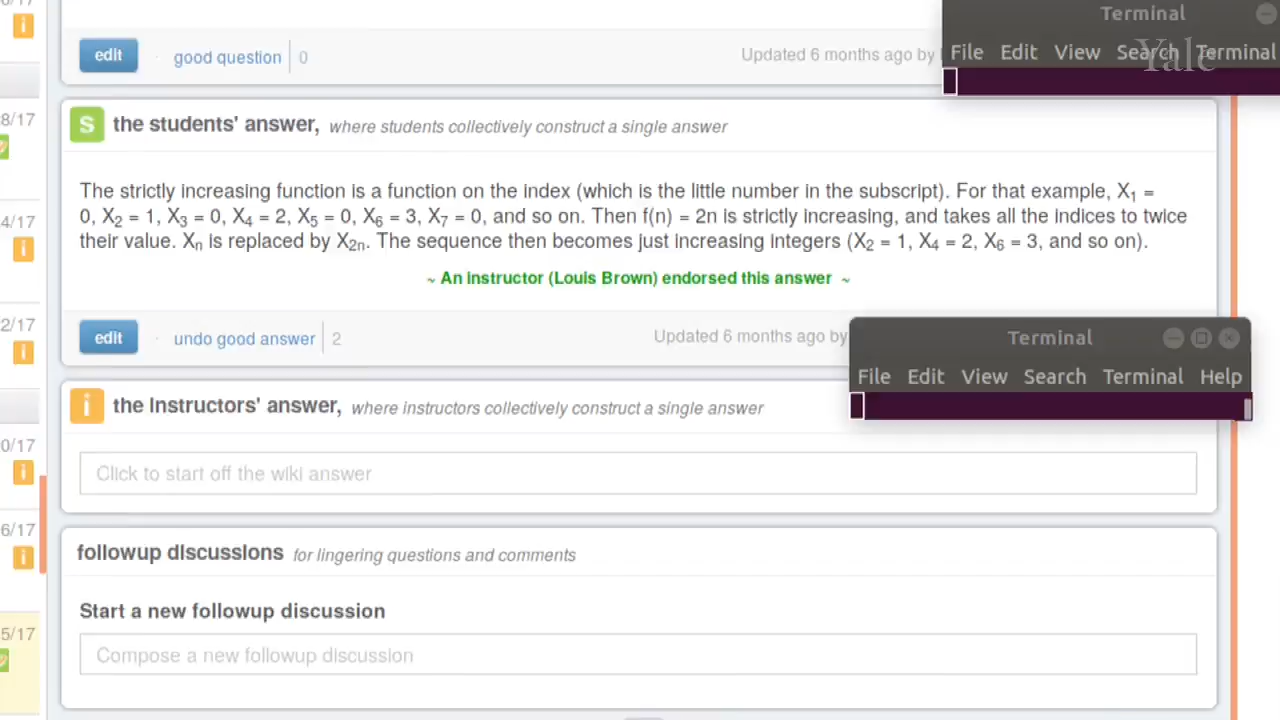 6/17
i
edit · good question 0 Updated 6 months ago by
Terminal
File Edit View Search Terminal
Yale
8/17
S the students' answer, where students collectively construct a single answer
The strictly increasing function is a function on the index (which is the little number in the subscript). For that example, X₁ =
0, X₂ = 1, X₃ = 0, X₄ = 2, X₅ = 0, X₆ = 3, X₇ = 0, and so on. Then f(n) = 2n is strictly increasing, and takes all the indices to twice
their value. Xₙ is replaced by X₂ₙ. The sequence then becomes just increasing integers (X₂ = 1, X₄ = 2, X₆ = 3, and so on).
~ An instructor (Louis Brown) endorsed this answer ~
4/17
i
2/17
i
edit · undo good answer 2 Updated 6 months ago by
Terminal
File Edit View Search Terminal Help
i the instructors' answer, where instructors collectively construct a single answer
Click to start off the wiki answer
0/17
i
6/17
i
followup discussions for lingering questions and comments
Start a new followup discussion
Compose a new followup discussion
5/17